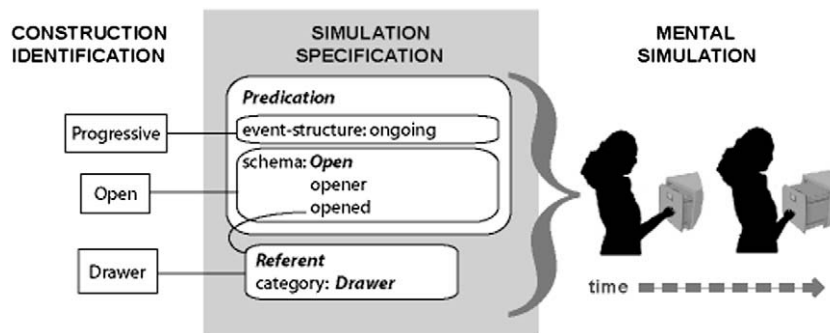 CONSTRUCTION
IDENTIFICATION
SIMULATION
SPECIFICATION
MENTAL
SIMULATION
Progressive
Open
Drawer
Predication
event-structure: ongoing
schema: Open
opener
opened
Referent
category: Drawer
time